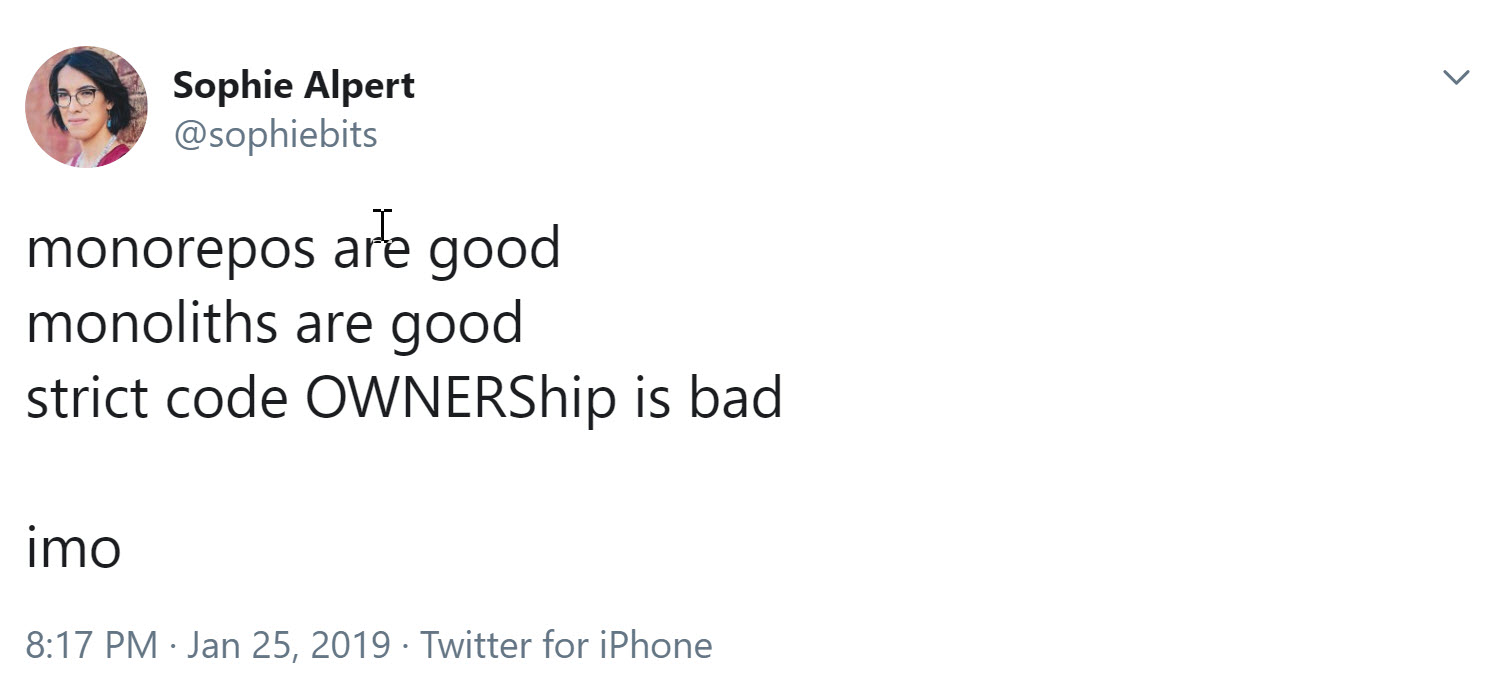 Sophie Alpert
@sophiebits
monorepos are good
monoliths are good
strict code OWNERShip is bad
imo
8:17 PM · Jan 25, 2019 · Twitter for iPhone